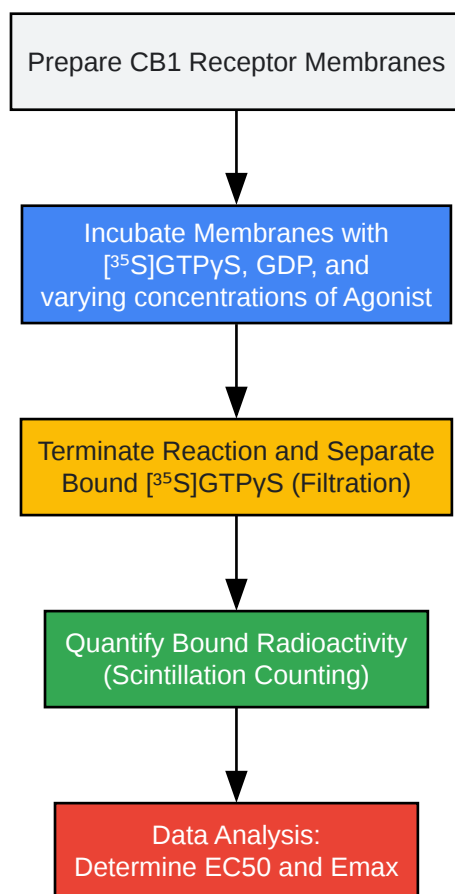 Prepare CB1 Receptor Membranes
Incubate Membranes with
[³⁵S]GTPγS, GDP, and
varying concentrations of Agonist
Terminate Reaction and Separate
Bound [³⁵S]GTPγS (Filtration)
Quantify Bound Radioactivity
(Scintillation Counting)
Data Analysis:
Determine EC50 and Emax